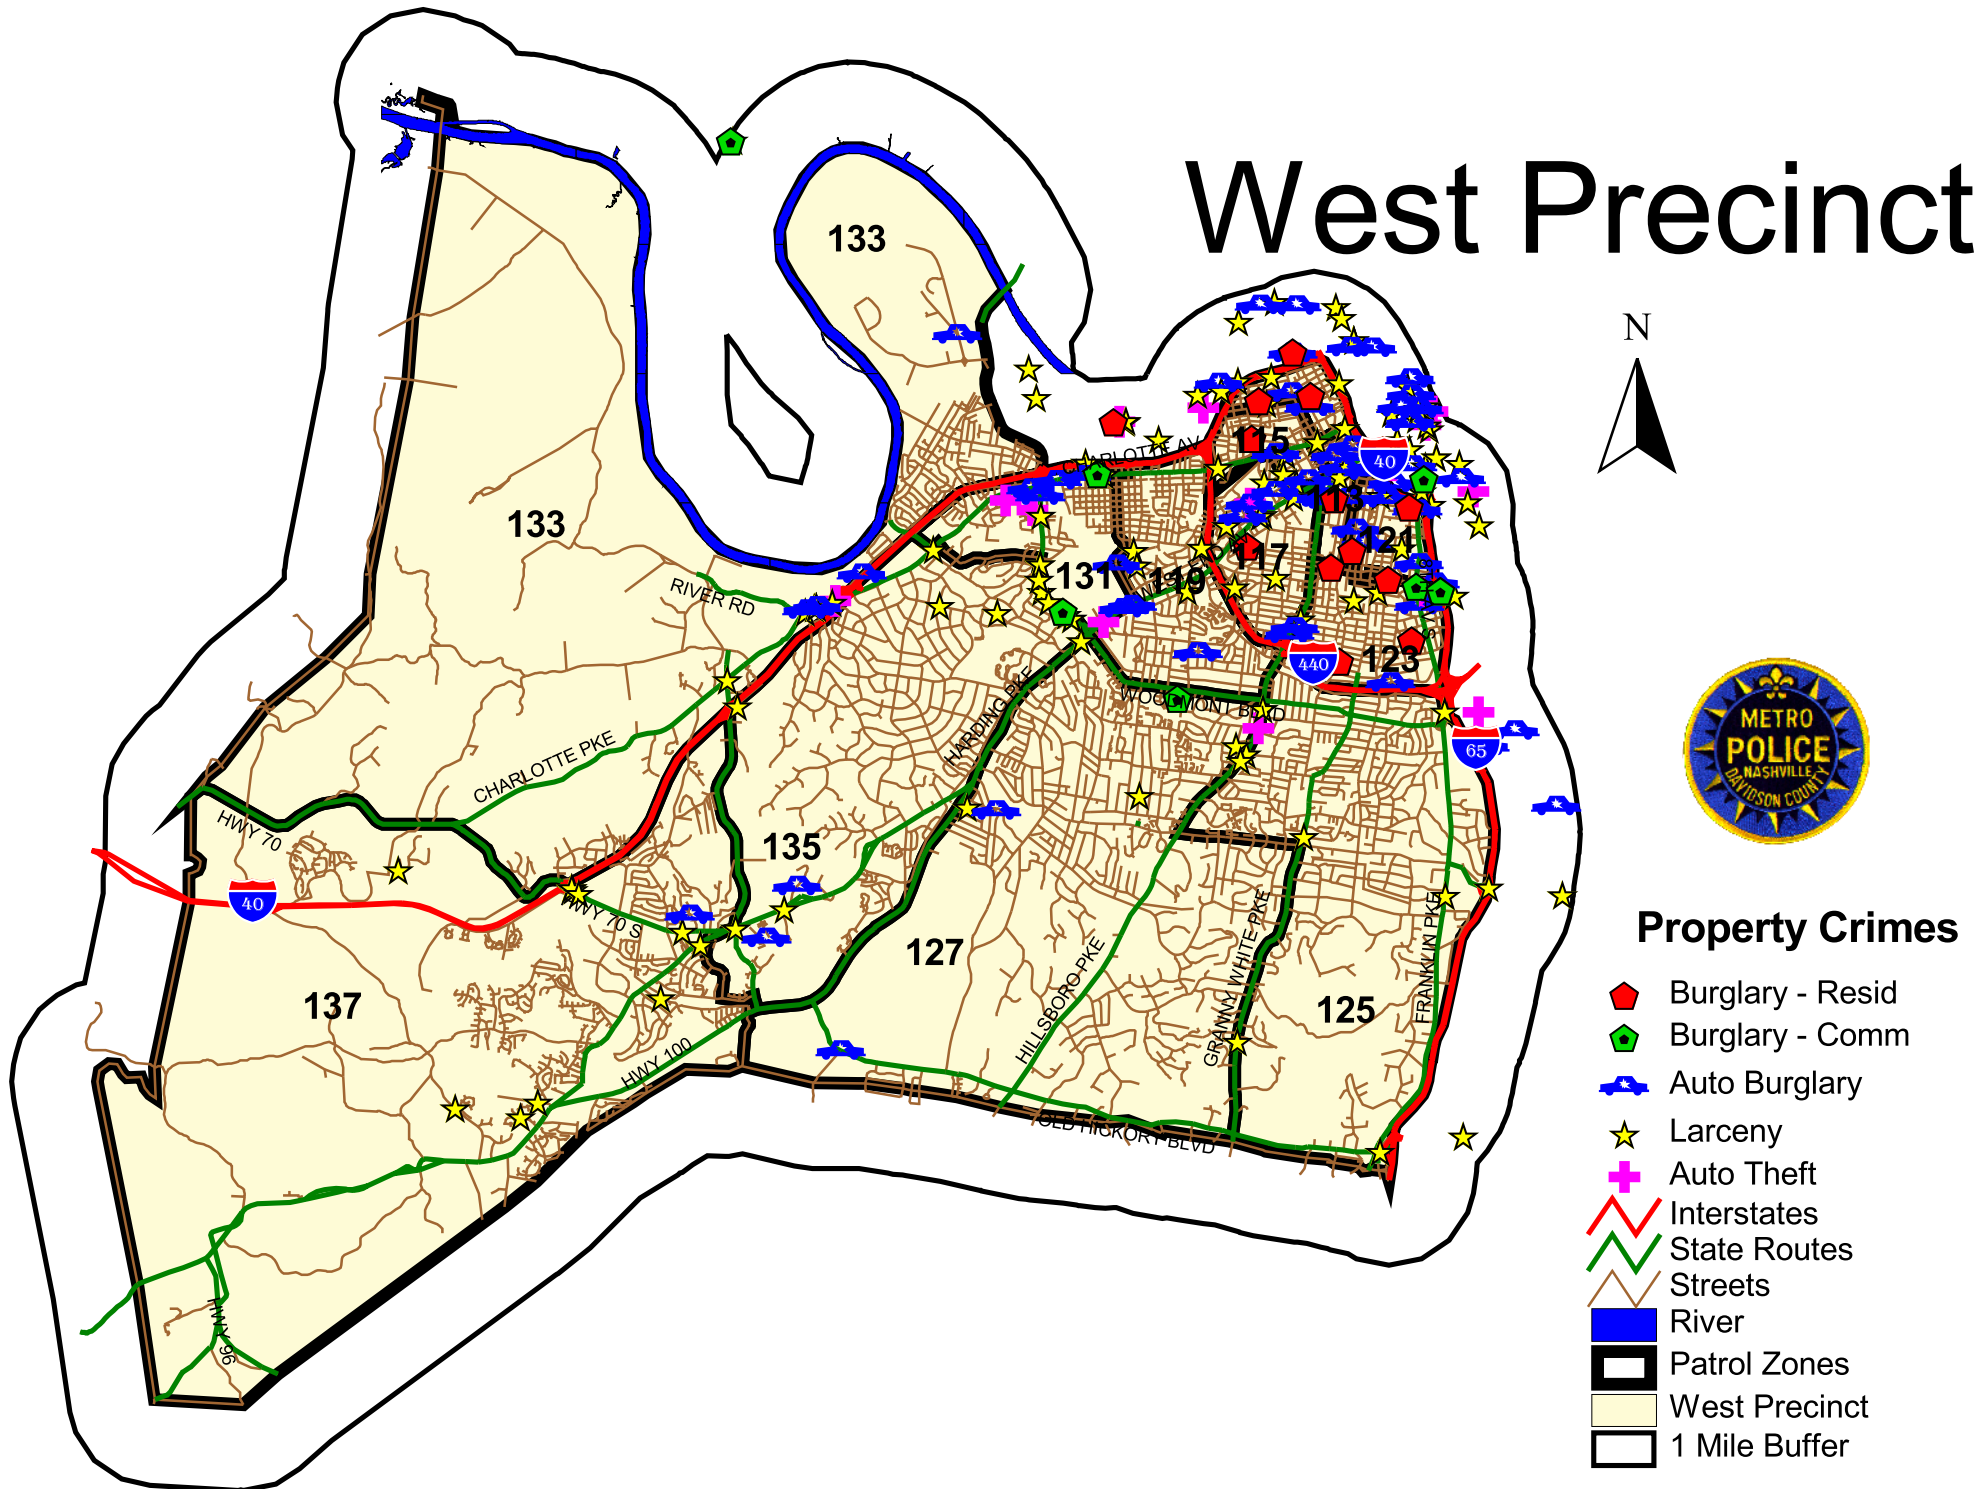 West Precinct
N
133
133
115
CHARLOTTE AV
40
113
121
117
131
119
RIVER RD
123
440
WOODMONT BLVD
HARDING PKE
65
METRO
POLICE
NASHVILLE
DAVIDSON COUNTY
CHARLOTTE PKE
HWY 70
135
40
HWY 70 S
127
137
HILLSBORO PKE
GRANNY WHITE PKE
FRANKLIN PKE
125
HWY 100
OLD HICKORY BLVD
HWY 96
Property Crimes
Burglary - Resid
Burglary - Comm
Auto Burglary
Larceny
Auto Theft
Interstates
State Routes
Streets
River
Patrol Zones
West Precinct
1 Mile Buffer